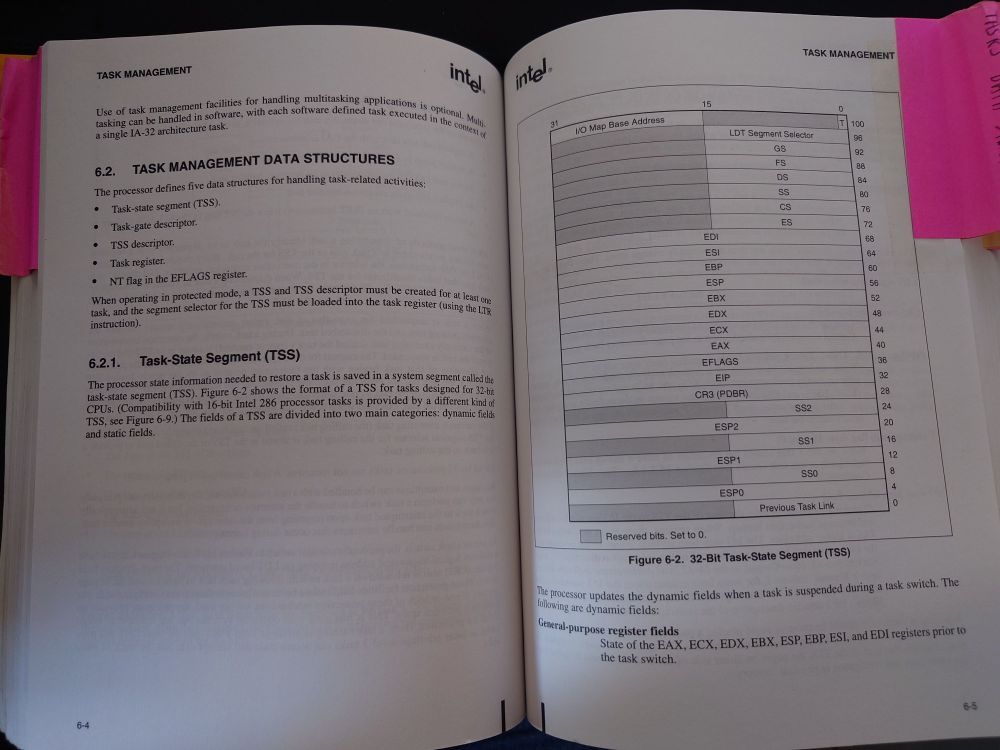 TASK MANAGEMENT
intel®
Use of task management facilities for handling multitasking applications is optional. Multi-
tasking can be handled in software, with each software defined task executed in the context of
a single IA-32 architecture task.
6.2. TASK MANAGEMENT DATA STRUCTURES
The processor defines five data structures for handling task-related activities:
• Task-state segment (TSS).
• Task-gate descriptor.
• TSS descriptor.
• Task register.
• NT flag in the EFLAGS register.
When operating in protected mode, a TSS and TSS descriptor must be created for at least one
task, and the segment selector for the TSS must be loaded into the task register (using the LTR
instruction).
6.2.1. Task-State Segment (TSS)
The processor state information needed to restore a task is saved in a system segment called the
task-state segment (TSS). Figure 6-2 shows the format of a TSS for tasks designed for 32-bit
CPUs. (Compatibility with 16-bit Intel 286 processor tasks is provided by a different kind of
TSS, see Figure 6-9.) The fields of a TSS are divided into two main categories: dynamic fields
and static fields.
6-4
intel®
TASK MANAGEMENT
31 15 0
I/O Map Base Address T 100
LDT Segment Selector 96
GS 92
FS 88
DS 84
SS 80
CS 76
ES 72
EDI 68
ESI 64
EBP 60
ESP 56
EBX 52
EDX 48
ECX 44
EAX 40
EFLAGS 36
EIP 32
CR3 (PDBR) 28
SS2 24
ESP2 20
SS1 16
ESP1 12
SS0 8
ESP0 4
Previous Task Link 0
Reserved bits. Set to 0.
Figure 6-2. 32-Bit Task-State Segment (TSS)
The processor updates the dynamic fields when a task is suspended during a task switch. The
following are dynamic fields:
General-purpose register fields
State of the EAX, ECX, EDX, EBX, ESP, EBP, ESI, and EDI registers prior to
the task switch.
6-5